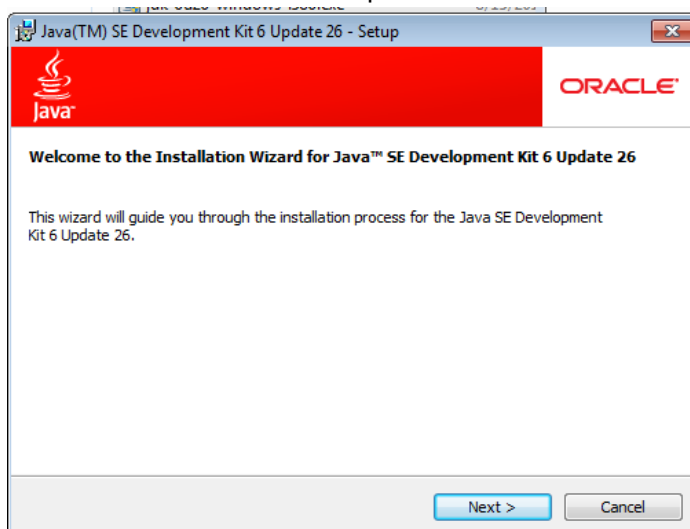 Java(TM) SE Development Kit 6 Update 26 - Setup
Java™
ORACLE®
Welcome to the Installation Wizard for Java™ SE Development Kit 6 Update 26
This wizard will guide you through the installation process for the Java SE Development
Kit 6 Update 26.
Next >
Cancel